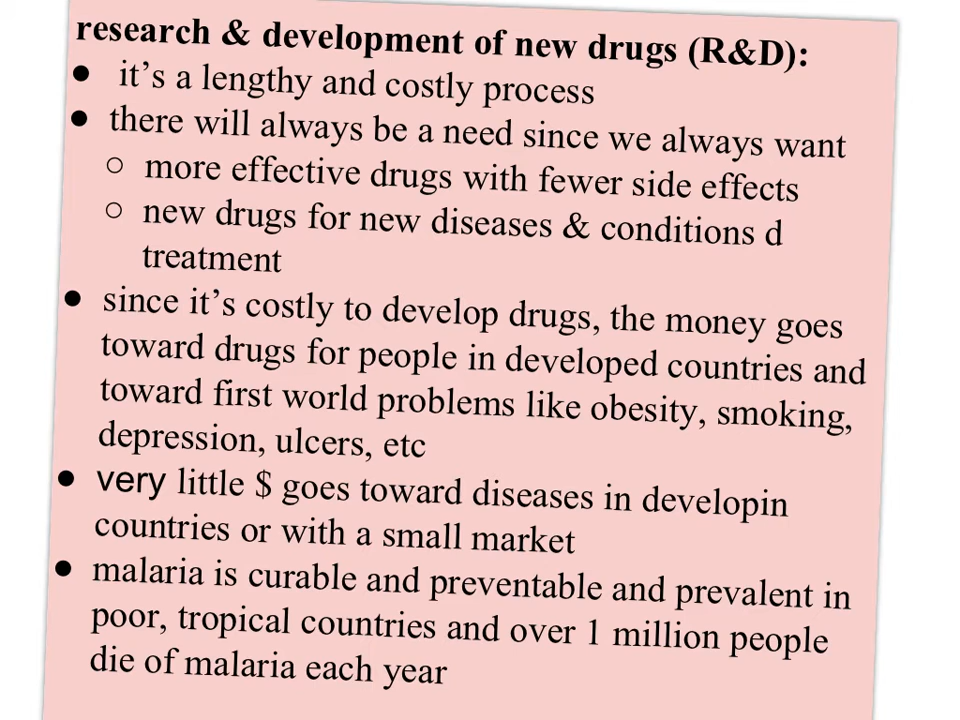 research & development of new drugs (R&D):
● it's a lengthy and costly process
● there will always be a need since we always want
○ more effective drugs with fewer side effects
○ new drugs for new diseases & conditions d
treatment
● since it's costly to develop drugs, the money goes
toward drugs for people in developed countries and
toward first world problems like obesity, smoking,
depression, ulcers, etc
● very little $ goes toward diseases in developin
countries or with a small market
● malaria is curable and preventable and prevalent in
poor, tropical countries and over 1 million people
die of malaria each year